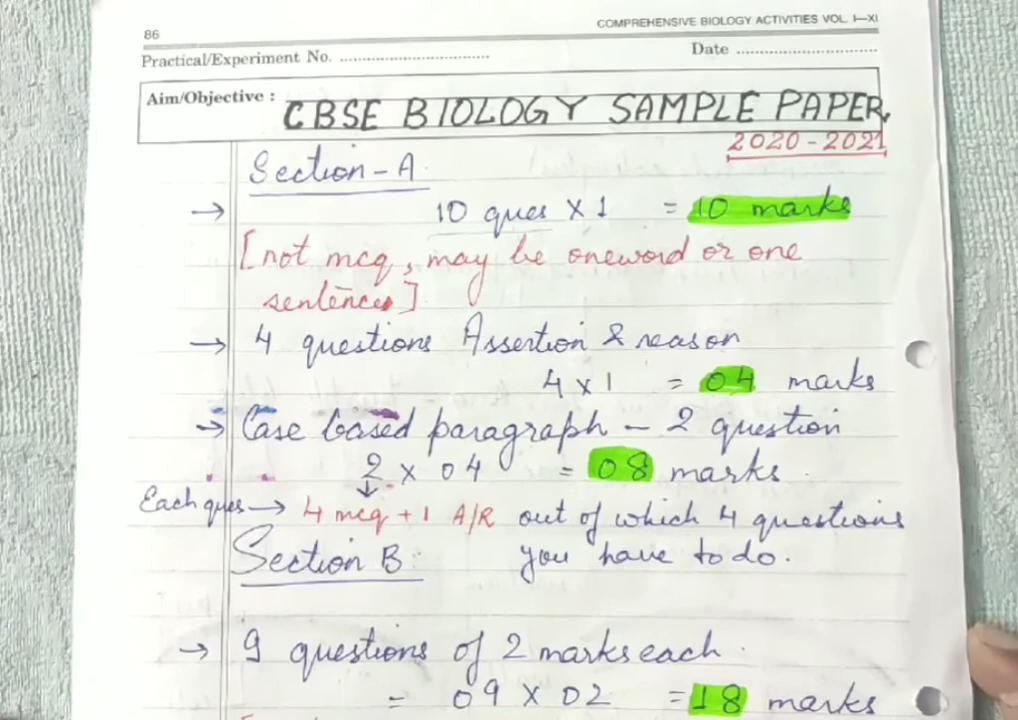 86 COMPREHENSIVE BIOLOGY ACTIVITIES VOL. I—XI
Practical/Experiment No. ................................ Date ..............................
Aim/Objective : CBSE BIOLOGY SAMPLE PAPER.
2020-2021
Section-A.
→ 10 ques X 1 = 10 marks
[not mcq, may be oneword or one
sentences]
→ 4 questions Assertion & reason
4 x 1 = 04 marks
→ Case based paragraph - 2 question
2 x 04 = 08 marks.
↓
Each ques → 4 mcq + 1 A/R out of which 4 questions
Section B: you have to do.
→ 9 questions of 2 marks each.
= 09 X 02 = 18 marks